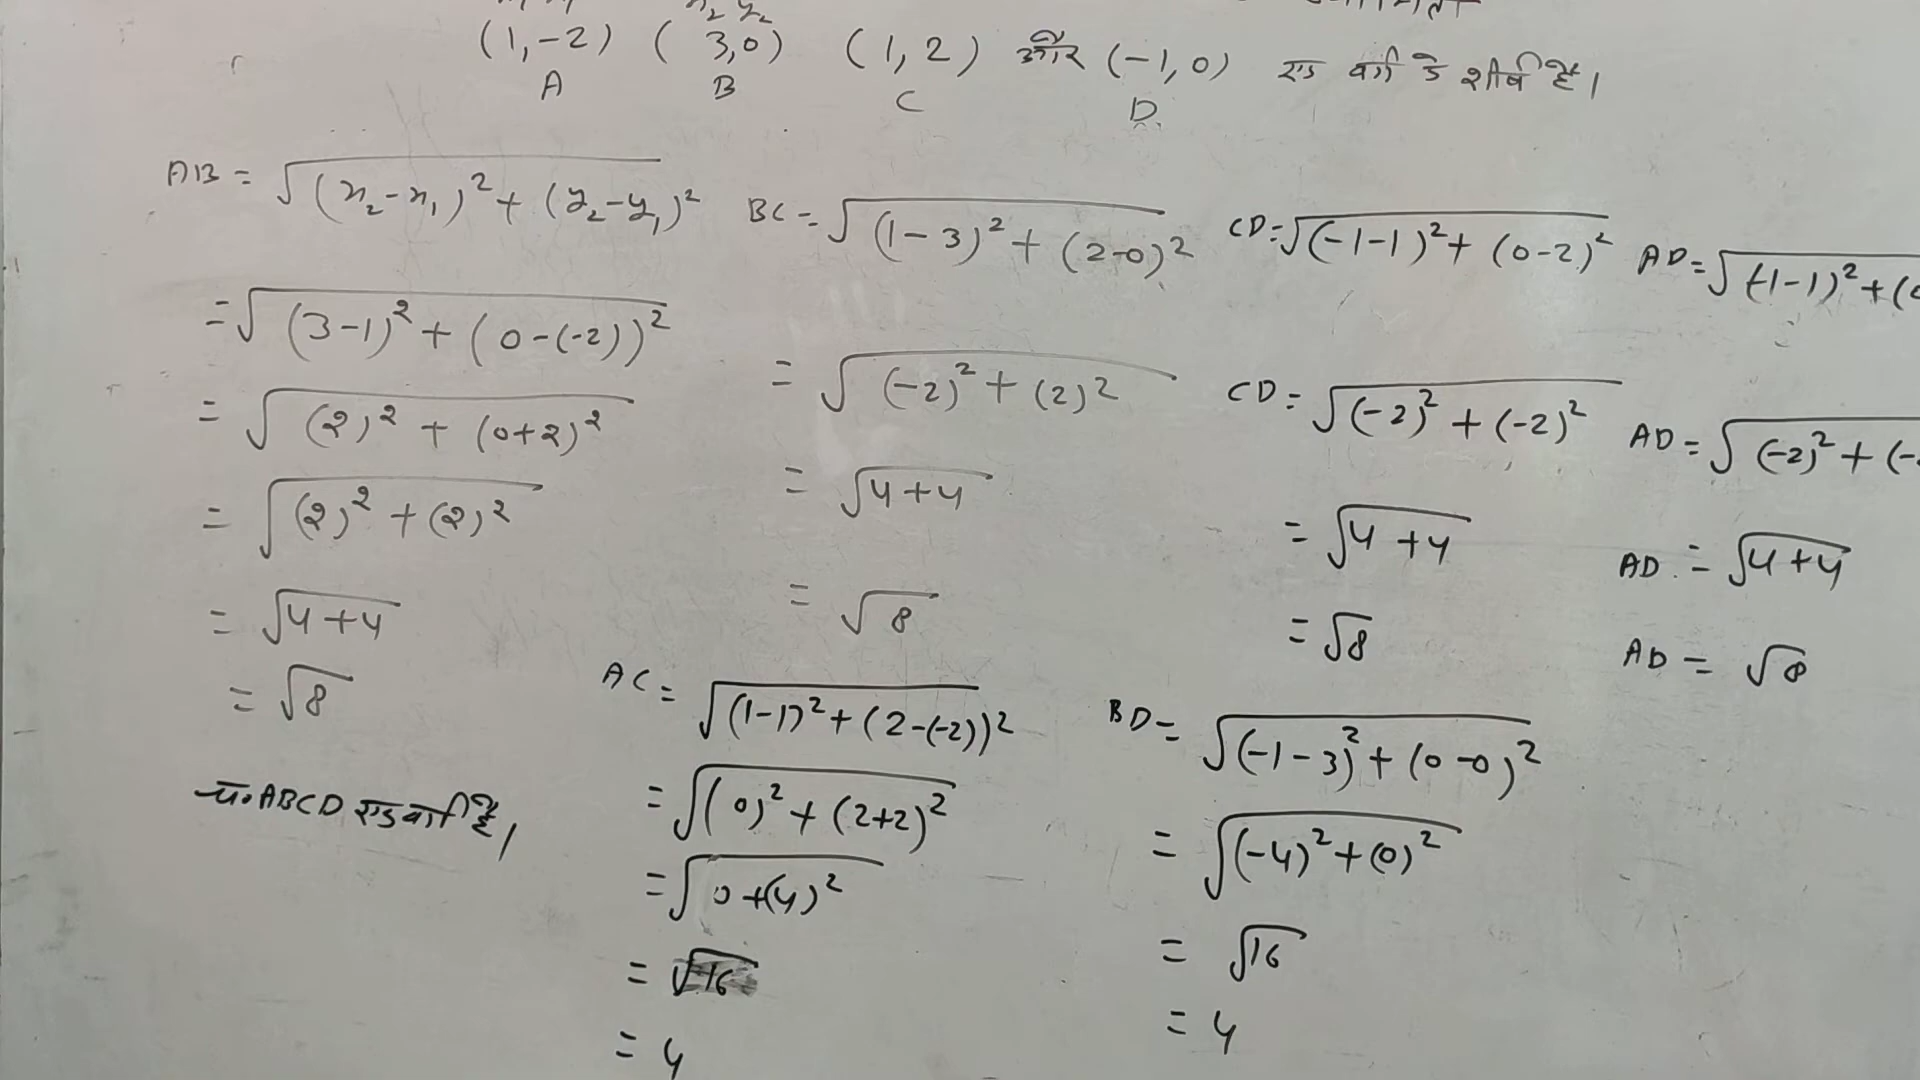 x₂ y₂
(1,-2) (3,0) (1,2) और (-1,0) एक वर्ग के शीर्ष हैं।
A B C D
AB = √(x₂-x₁)² + (y₂-y₁)²
= √(3-1)² + (0-(-2))²
= √(2)² + (0+2)²
= √(2)² + (2)²
= √4+4
= √8
BC = √(1-3)² + (2-0)²
= √(-2)² + (2)²
= √4+4
= √8
CD = √(-1-1)² + (0-2)²
CD = √(-2)² + (-2)²
= √4+4
= √8
AD = √(-1-1)² + (
AD = √(-2)² + (-
AD = √4+4
AD = √8
AC = √(1-1)² + (2-(-2))²
= √(0)² + (2+2)²
= √0+(4)²
= √16
= 4
BD = √(-1-3)² + (0-0)²
= √(-4)² + (0)²
= √16
= 4
ABCD एक वर्ग है।